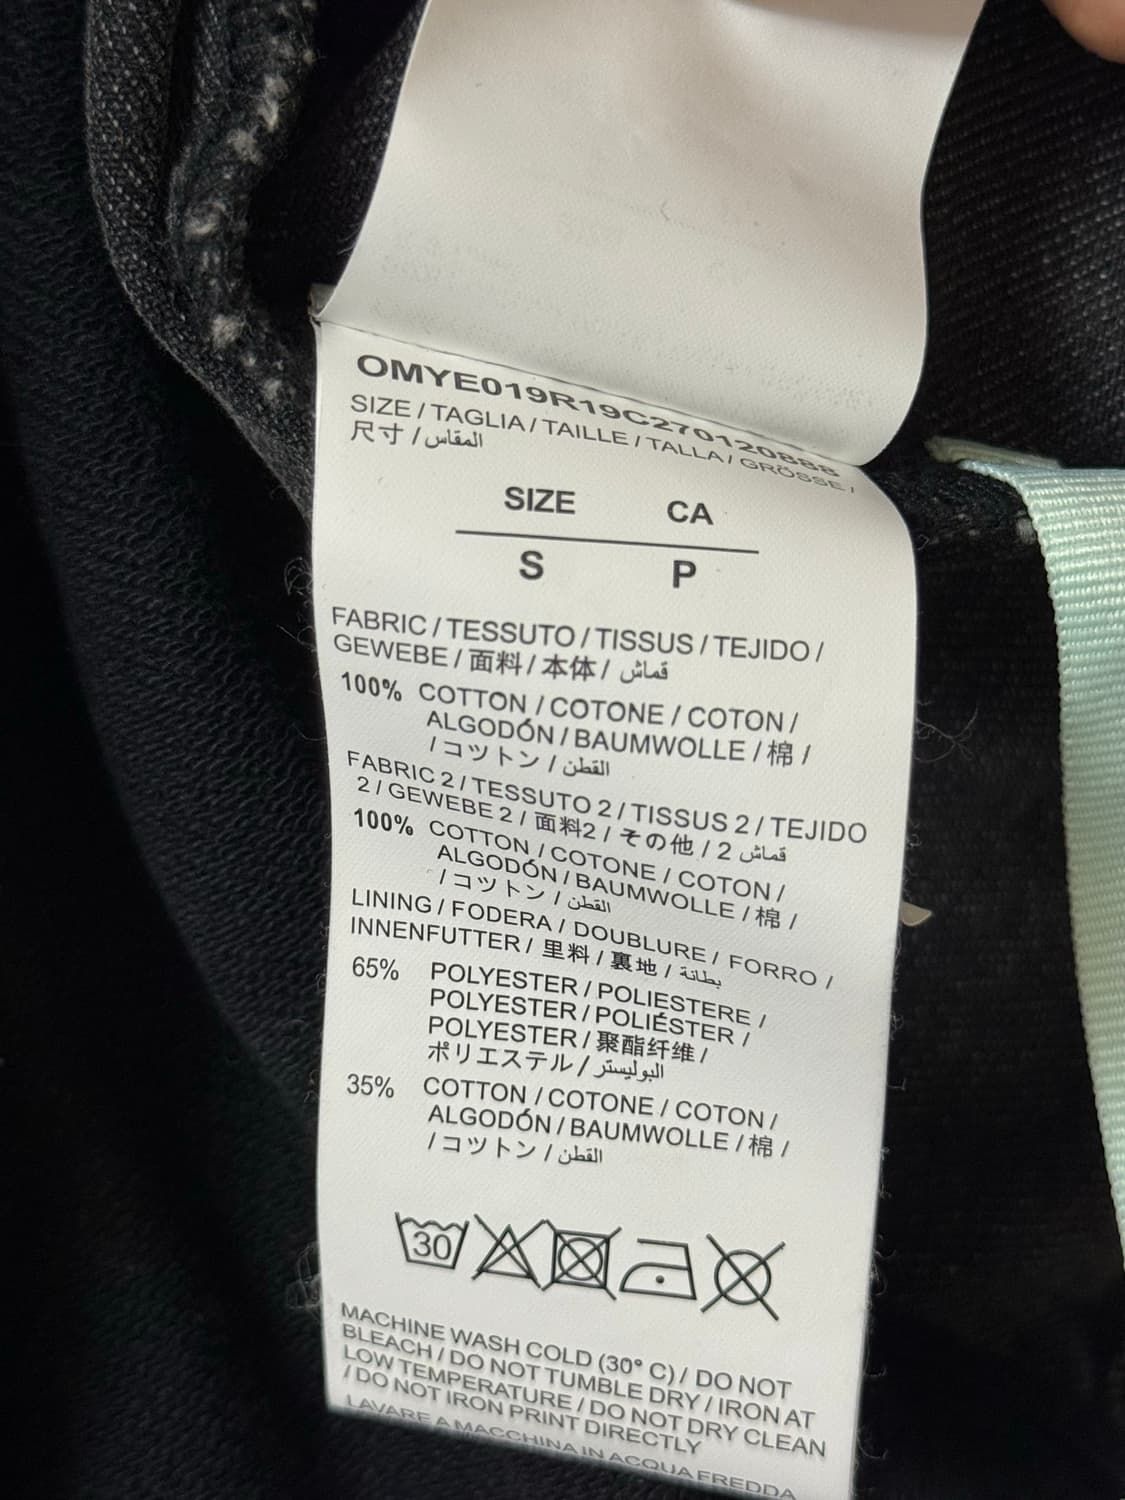 OMYE019R19C270120888
SIZE / TAGLIA / TAILLE / TALLA / GRÖSSE /
尺寸 / المقاس
SIZE CA
S P
FABRIC / TESSUTO / TISSUS / TEJIDO /
GEWEBE / 面料 / 本体 / قماش
100% COTTON / COTONE / COTON /
ALGODÓN / BAUMWOLLE / 棉 /
/ コットン / القطن
FABRIC 2 / TESSUTO 2 / TISSUS 2 / TEJIDO
2 / GEWEBE 2 / 面料2 / その他 / 2 قماش
100% COTTON / COTONE / COTON /
ALGODÓN / BAUMWOLLE / 棉 /
/ コットン / القطن
LINING / FODERA / DOUBLURE / FORRO /
INNENFUTTER / 里料 / 裏地 / بطانة
65% POLYESTER / POLIESTERE /
POLYESTER / POLIÉSTER /
POLYESTER / 聚酯纤维 /
ポリエステル / البوليستر
35% COTTON / COTONE / COTON /
ALGODÓN / BAUMWOLLE / 棉 /
/ コットン / القطن
30
MACHINE WASH COLD (30° C) / DO NOT
BLEACH / DO NOT TUMBLE DRY / IRON AT
LOW TEMPERATURE / DO NOT DRY CLEAN
/ DO NOT IRON PRINT DIRECTLY
LAVARE A MACCHINA IN ACQUA FREDDA